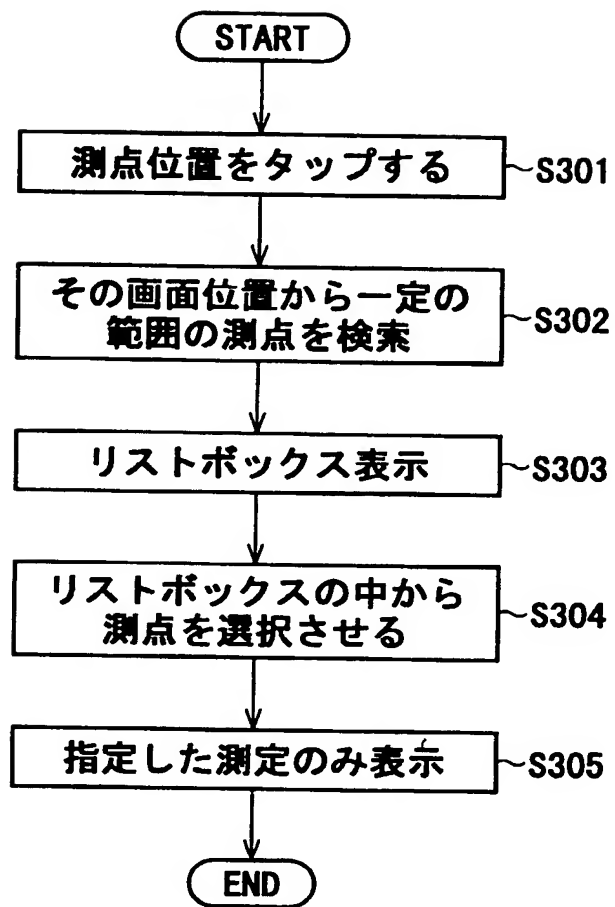 START
測点位置をタップする
~S301
その画面位置から一定の
範囲の測点を検索
~S302
リストボックス表示
~S303
リストボックスの中から
測点を選択させる
~S304
指定した測定のみ表示
~S305
END